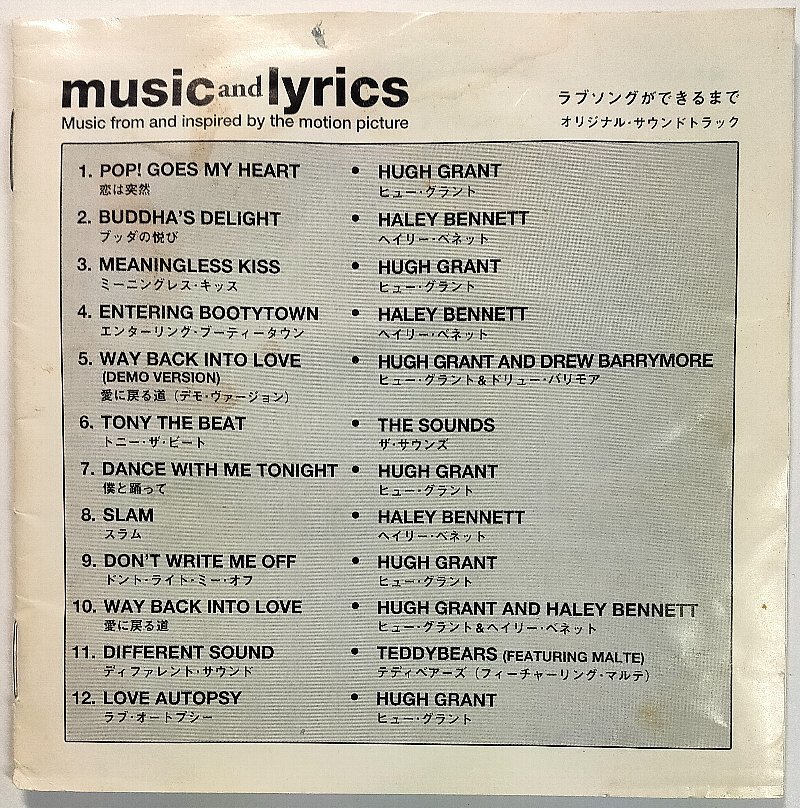 music and lyrics
Music from and inspired by the motion picture
ラブソングができるまで
オリジナル・サウンドトラック
1. POP! GOES MY HEART • HUGH GRANT
恋は突然 ヒュー・グラント
2. BUDDHA'S DELIGHT • HALEY BENNETT
ブッダの悦び ヘイリー・ベネット
3. MEANINGLESS KISS • HUGH GRANT
ミーニングレス・キッス ヒュー・グラント
4. ENTERING BOOTYTOWN • HALEY BENNETT
エンターリング・ブーティータウン ヘイリー・ベネット
5. WAY BACK INTO LOVE • HUGH GRANT AND DREW BARRYMORE
(DEMO VERSION) ヒュー・グラント&ドリュー・バリモア
愛に戻る道（デモ・ヴァージョン）
6. TONY THE BEAT • THE SOUNDS
トニー・ザ・ビート ザ・サウンズ
7. DANCE WITH ME TONIGHT • HUGH GRANT
僕と踊って ヒュー・グラント
8. SLAM • HALEY BENNETT
スラム ヘイリー・ベネット
9. DON'T WRITE ME OFF • HUGH GRANT
ドント・ライト・ミー・オフ ヒュー・グラント
10. WAY BACK INTO LOVE • HUGH GRANT AND HALEY BENNETT
愛に戻る道 ヒュー・グラント&ヘイリー・ベネット
11. DIFFERENT SOUND • TEDDYBEARS (FEATURING MALTE)
ディファレント・サウンド テディベアーズ（フィーチャーリング・マルテ）
12. LOVE AUTOPSY • HUGH GRANT
ラブ・オートプシー ヒュー・グラント